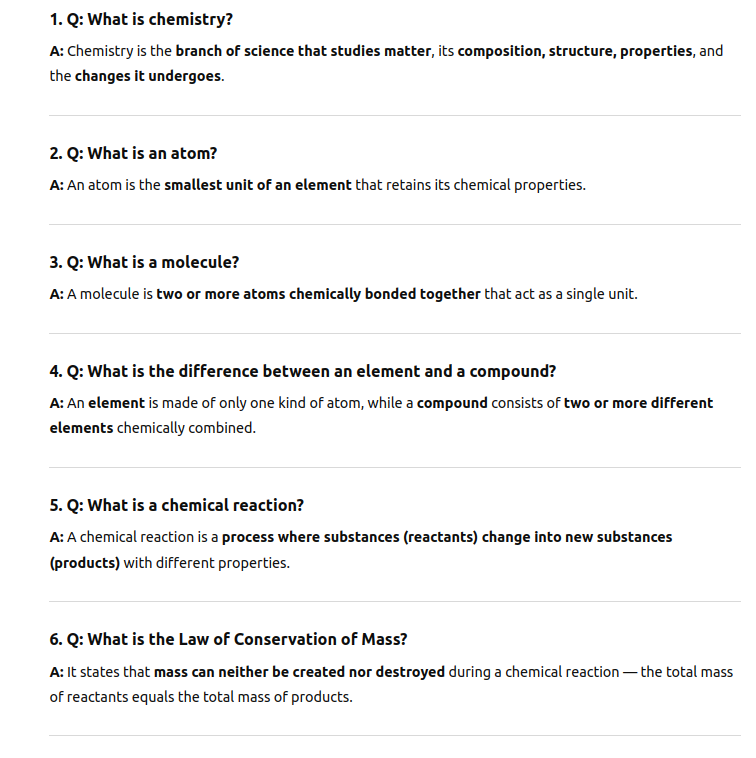 1. Q: What is chemistry?
A: Chemistry is the branch of science that studies matter, its composition, structure, properties, and
the changes it undergoes.
2. Q: What is an atom?
A: An atom is the smallest unit of an element that retains its chemical properties.
3. Q: What is a molecule?
A: A molecule is two or more atoms chemically bonded together that act as a single unit.
4. Q: What is the difference between an element and a compound?
A: An element is made of only one kind of atom, while a compound consists of two or more different
elements chemically combined.
5. Q: What is a chemical reaction?
A: A chemical reaction is a process where substances (reactants) change into new substances
(products) with different properties.
6. Q: What is the Law of Conservation of Mass?
A: It states that mass can neither be created nor destroyed during a chemical reaction — the total mass
of reactants equals the total mass of products.